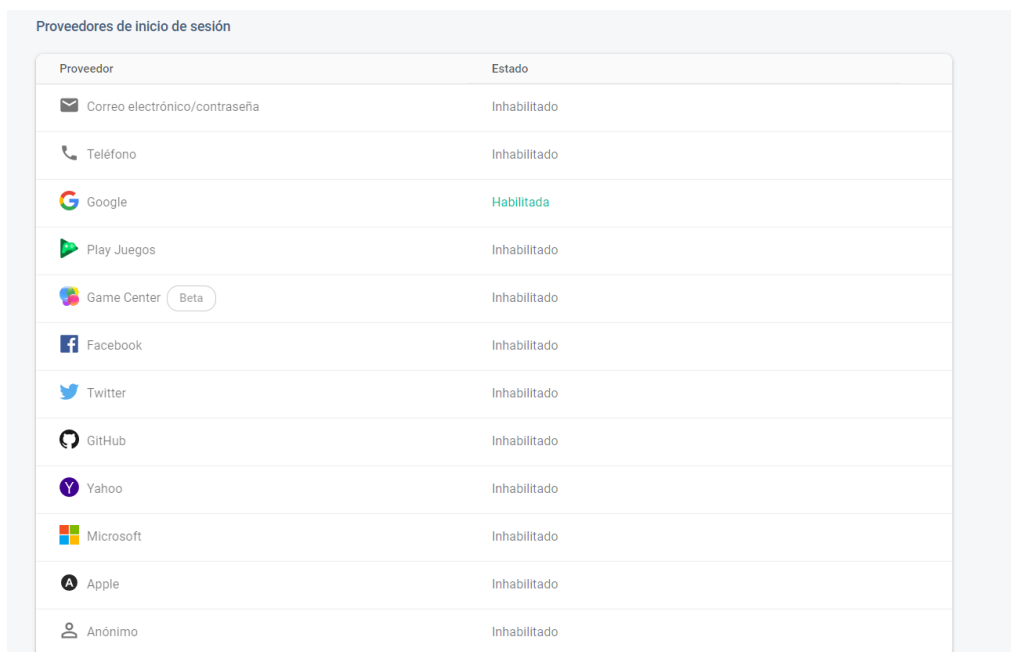 Proveedores de inicio de sesión
Proveedor Estado
Correo electrónico/contraseña Inhabilitado
Teléfono Inhabilitado
Google Habilitada
Play Juegos Inhabilitado
Game Center Beta Inhabilitado
Facebook Inhabilitado
Twitter Inhabilitado
GitHub Inhabilitado
Yahoo Inhabilitado
Microsoft Inhabilitado
Apple Inhabilitado
Anónimo Inhabilitado